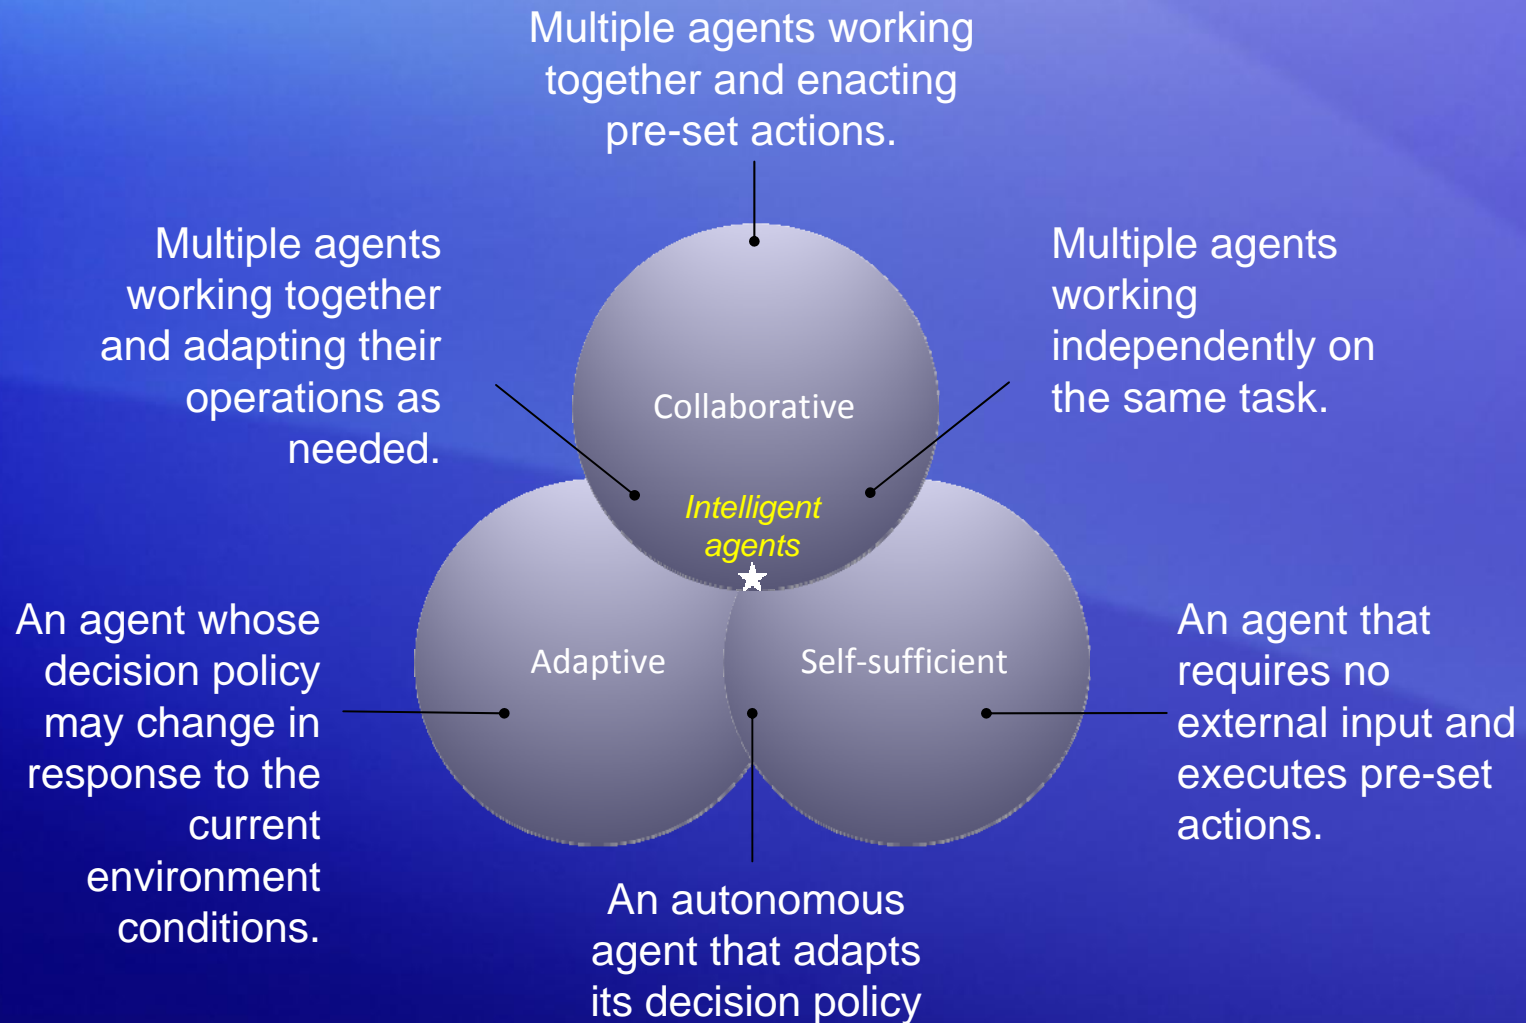 Multiple agents working
together and enacting
pre-set actions.
Multiple agents
working together
and adapting their
operations as
needed.
Multiple agents
working
independently on
the same task.
Collaborative
Intelligent
agents
An agent whose
decision policy
may change in
response to the
current
environment
conditions.
Adaptive
Self-sufficient
An agent that
requires no
external input and
executes pre-set
actions.
An autonomous
agent that adapts
its decision policy